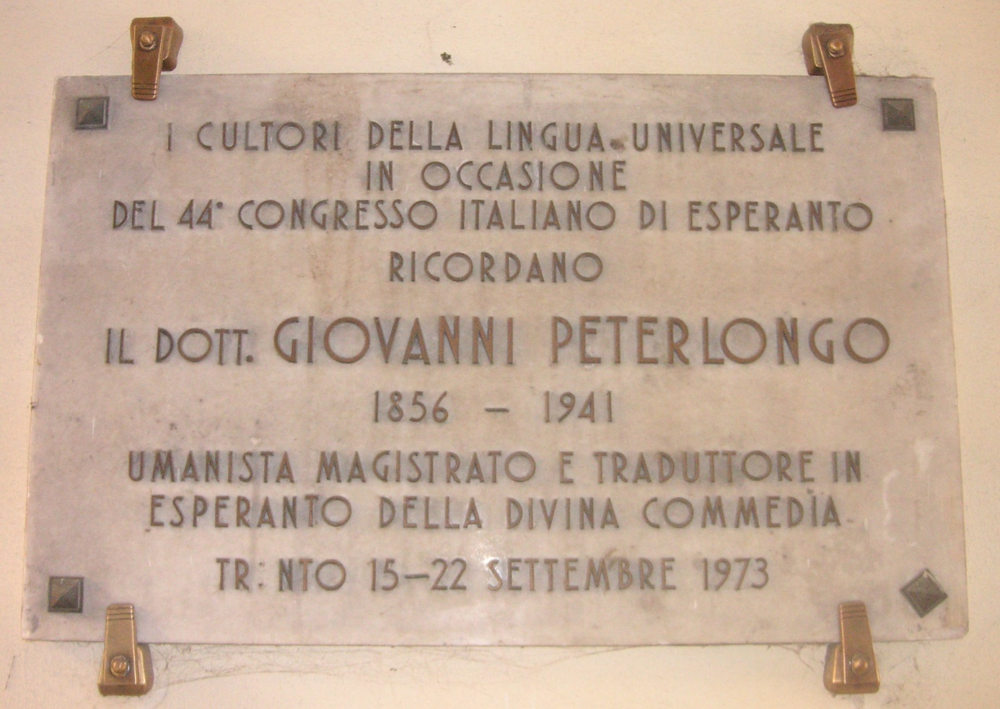 I CULTORI DELLA LINGUA UNIVERSALE
IN OCCASIONE
DEL 44° CONGRESSO ITALIANO DI ESPERANTO
RICORDANO
IL DOTT. GIOVANNI PETERLONGO
1856 - 1941
UMANISTA MAGISTRATO E TRADUTTORE IN
ESPERANTO DELLA DIVINA COMMEDIA
TR NTO 15-22 SETTEMBRE 1973